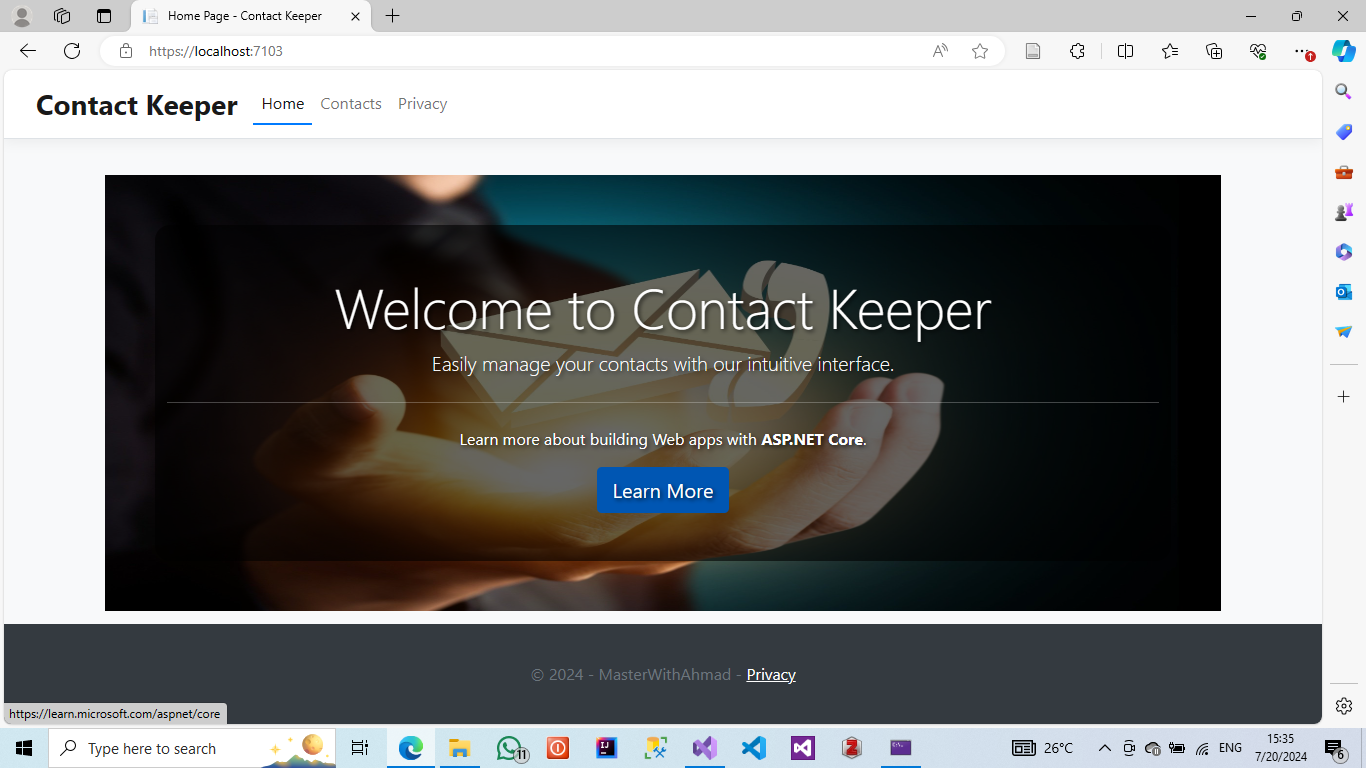 Home Page - Contact Keeper
https://localhost:7103
Contact Keeper Home Contacts Privacy
Welcome to Contact Keeper
Easily manage your contacts with our intuitive interface.
Learn more about building Web apps with ASP.NET Core.
Learn More
© 2024 - MasterWithAhmad - Privacy
https://learn.microsoft.com/aspnet/core
Type here to search
11
26°C
ENG
15:35
7/20/2024
6